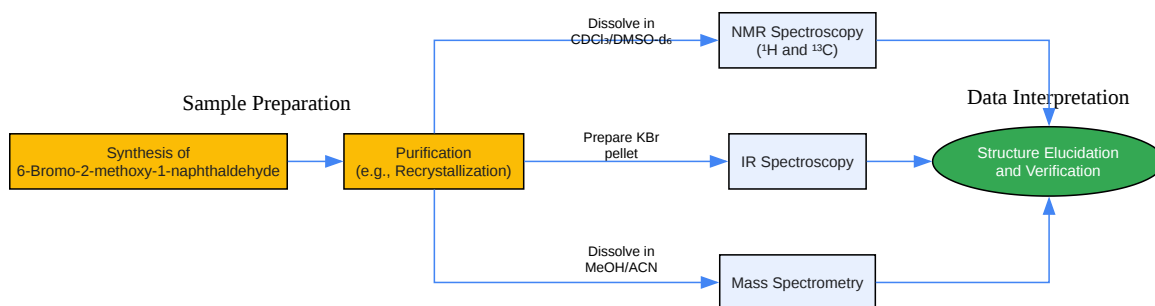 Dissolve in
CDCl₃/DMSO-d₆
NMR Spectroscopy
(¹H and ¹³C)
Sample Preparation
Data Interpretation
Synthesis of
6-Bromo-2-methoxy-1-naphthaldehyde
Purification
(e.g., Recrystallization)
Prepare KBr
pellet
IR Spectroscopy
Structure Elucidation
and Verification
Dissolve in
MeOH/ACN
Mass Spectrometry